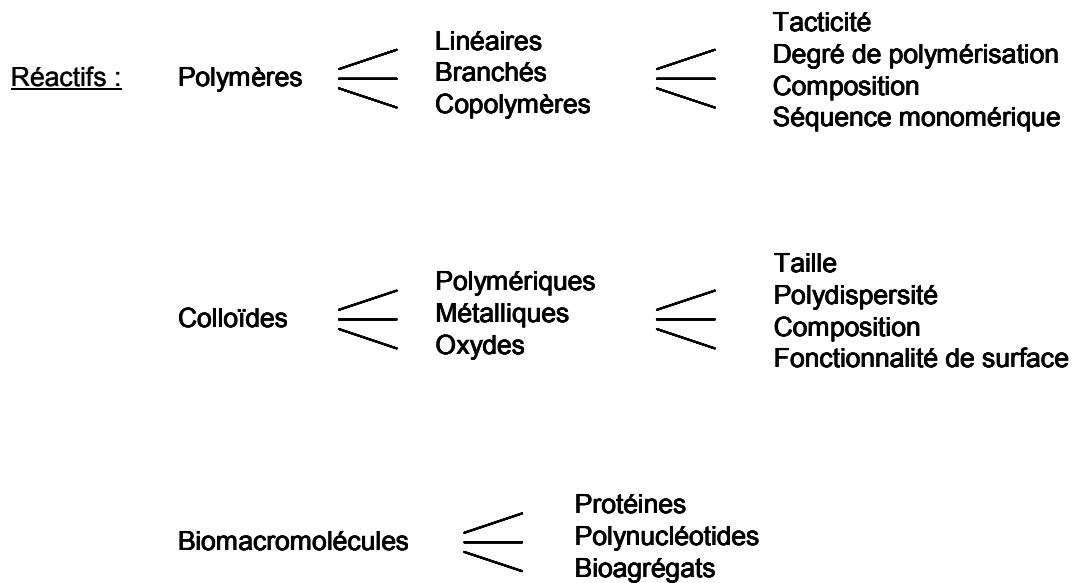 Réactifs :
Polymères
Linéaires
Branchés
Copolymères
Tacticité
Degré de polymérisation
Composition
Séquence monomérique
Colloïdes
Polymériques
Métalliques
Oxydes
Taille
Polydispersité
Composition
Fonctionnalité de surface
Biomacromolécules
Protéines
Polynucléotides
Bioagrégats